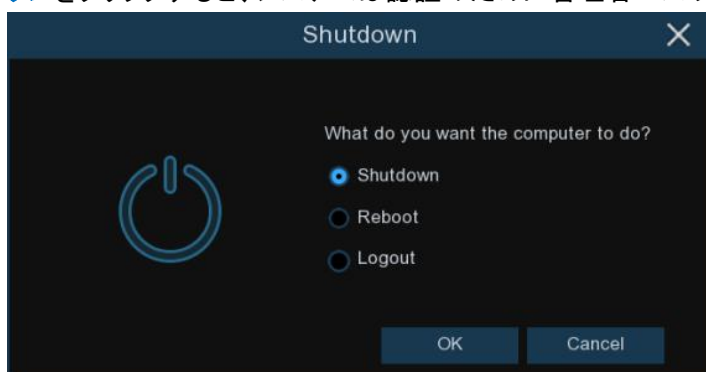 Shutdown
What do you want the computer to do?
Shutdown
Reboot
Logout
OK
Cancel